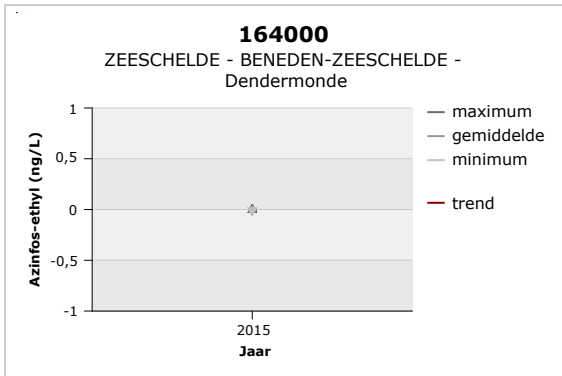 164000
ZEESCHELDE - BENEDEN-ZEESCHELDE -
Dendermonde
Azinfos-ethyl (ng/L)
1
0,5
0
-0,5
-1
2015
Jaar
maximum
gemiddelde
minimum
trend